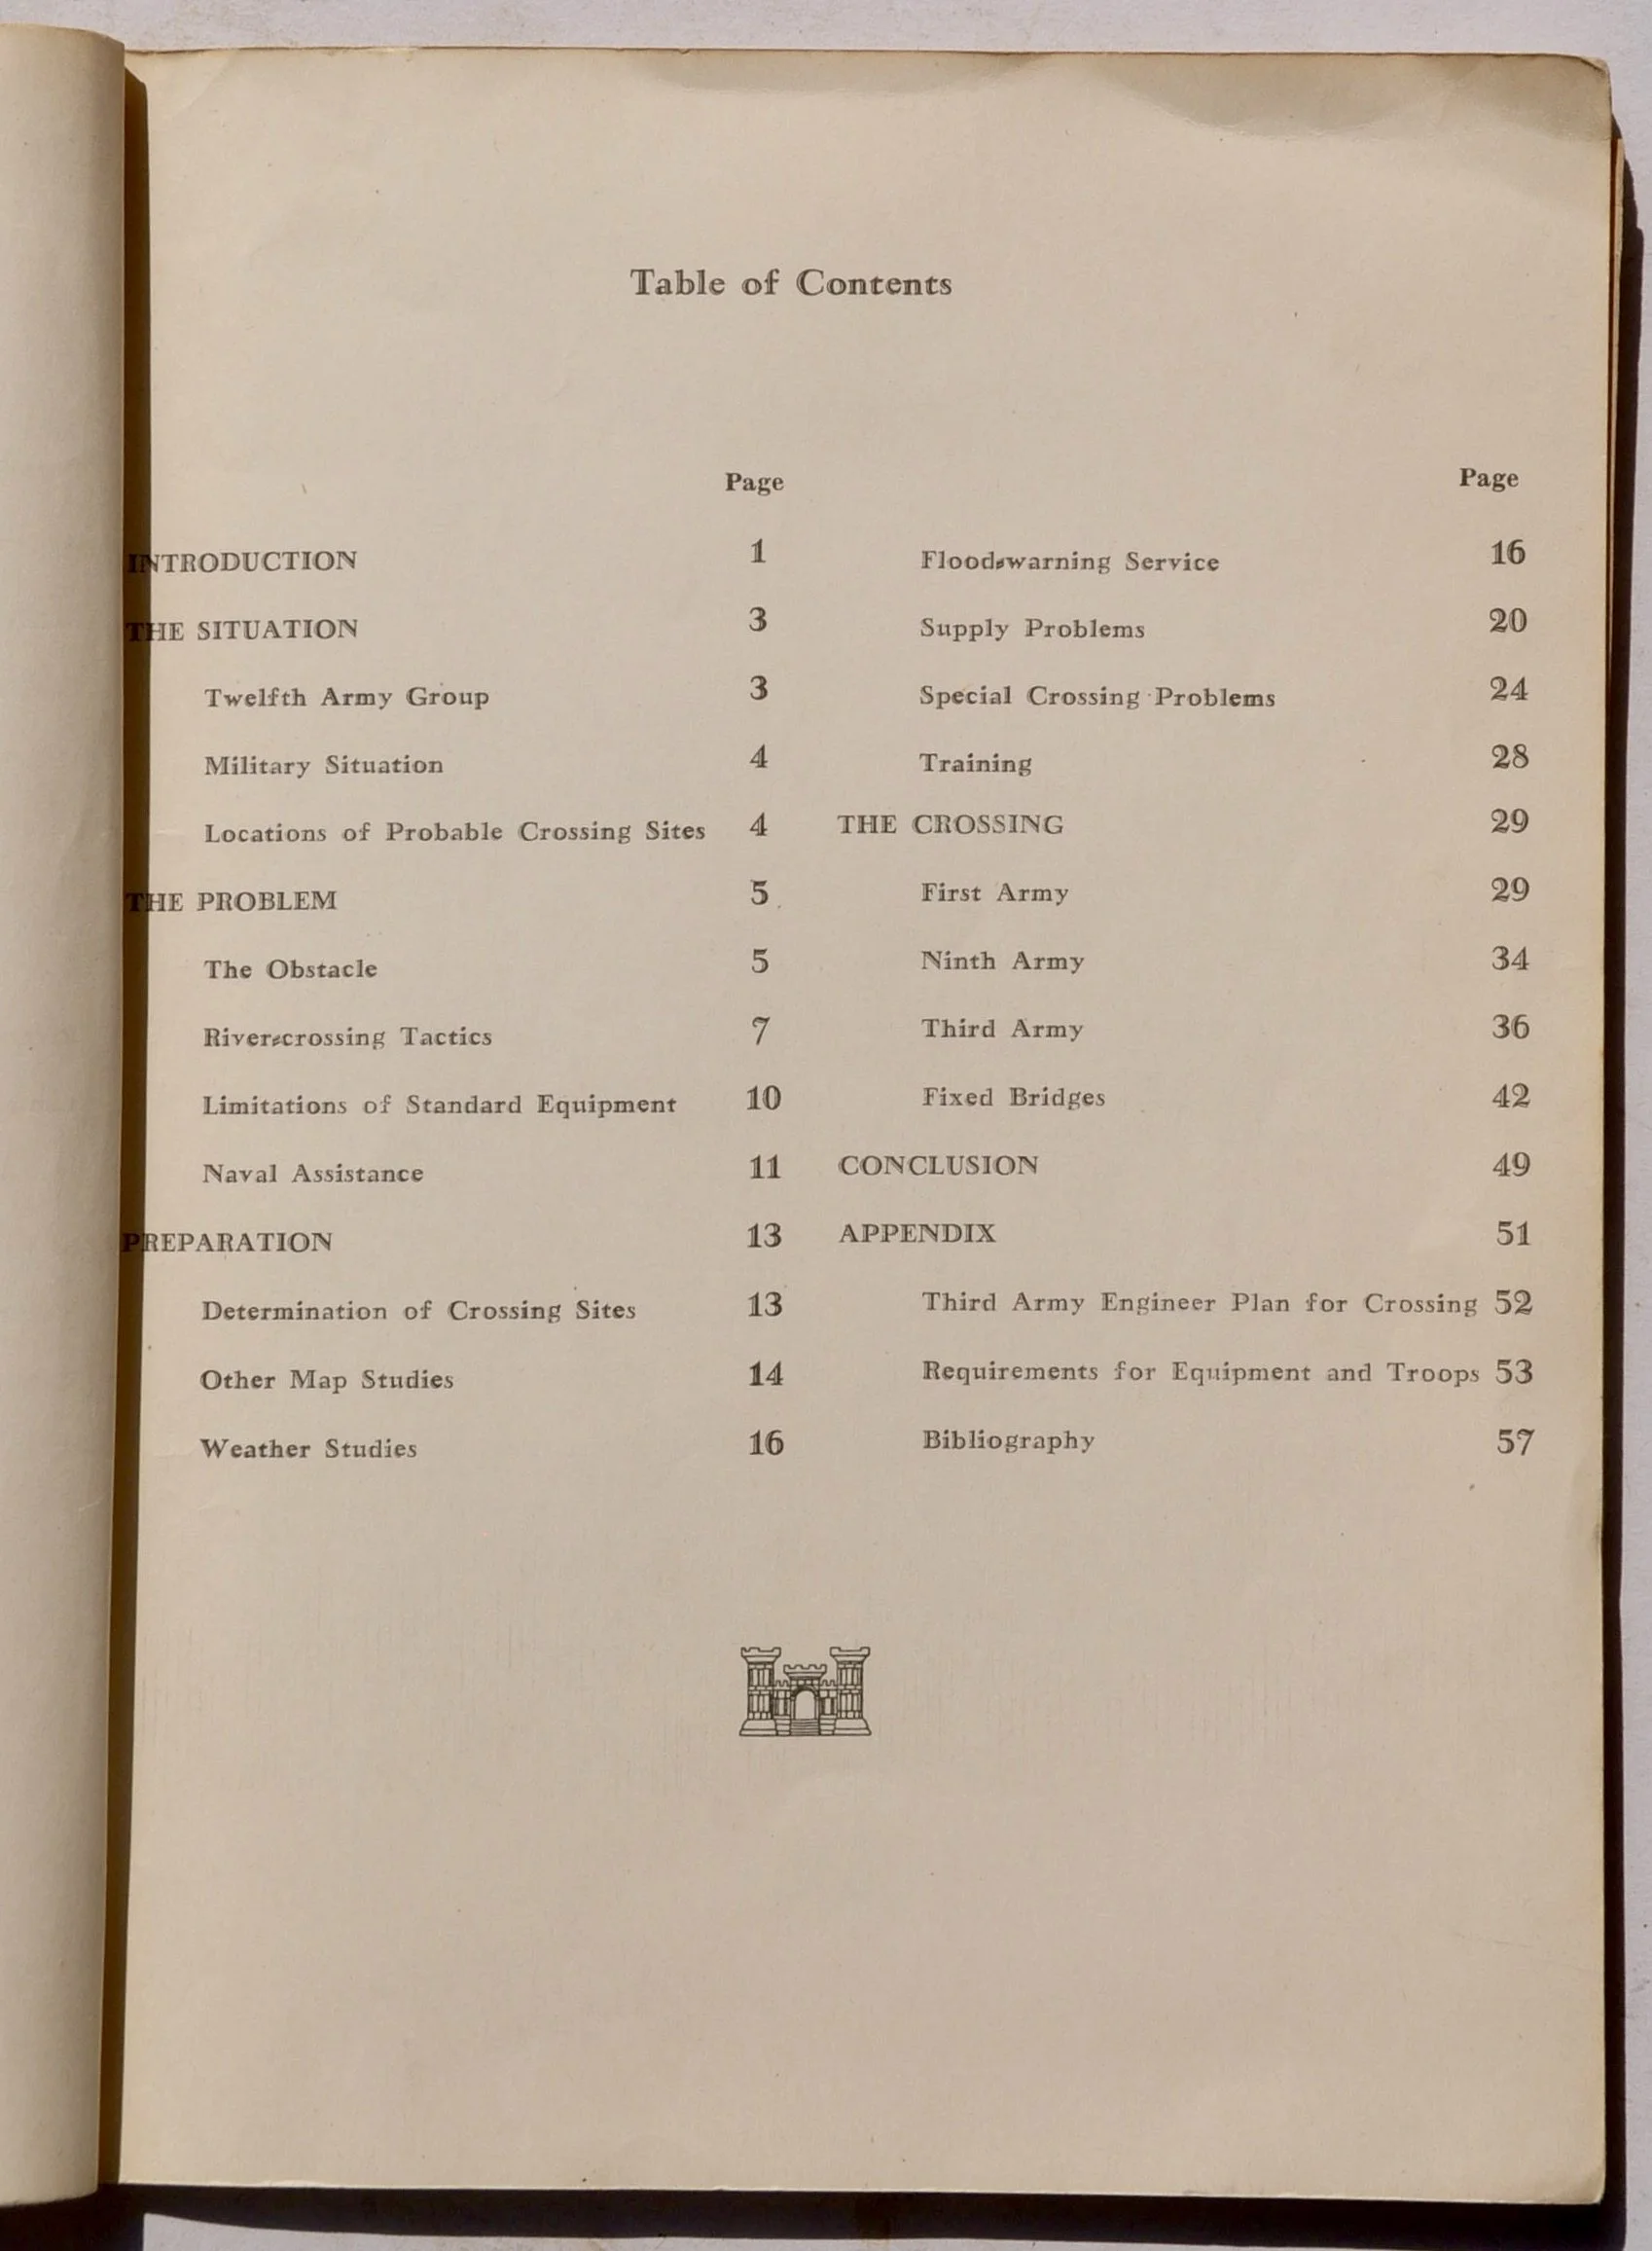 Table of Contents
Page
INTRODUCTION 1
THE SITUATION 3
Twelfth Army Group 3
Military Situation 4
Locations of Probable Crossing Sites 4
THE PROBLEM 5
The Obstacle 5
River-crossing Tactics 7
Limitations of Standard Equipment 10
Naval Assistance 11
PREPARATION 13
Determination of Crossing Sites 13
Other Map Studies 14
Weather Studies 16
Page
Flood-warning Service 16
Supply Problems 20
Special Crossing Problems 24
Training 28
THE CROSSING 29
First Army 29
Ninth Army 34
Third Army 36
Fixed Bridges 42
CONCLUSION 49
APPENDIX 51
Third Army Engineer Plan for Crossing 52
Requirements for Equipment and Troops 53
Bibliography 57